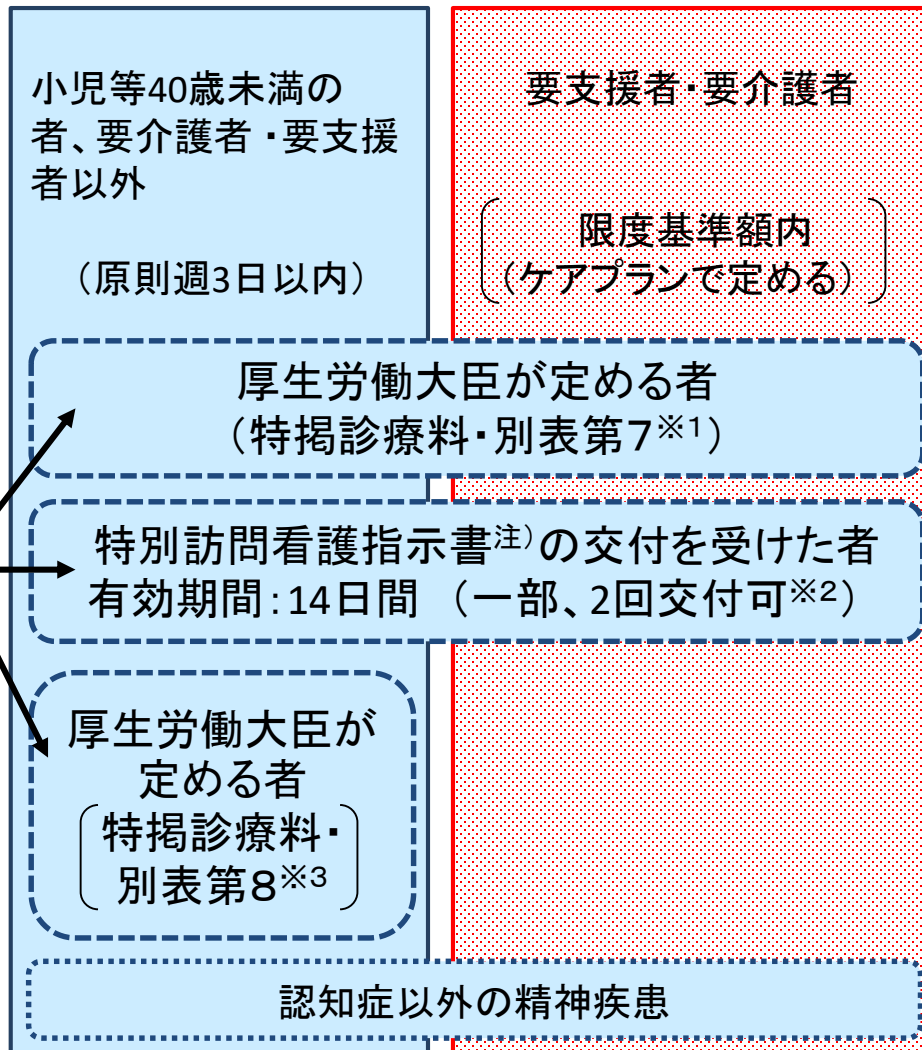 小児等40歳未満の
者、要介護者・要支援
者以外
（原則週3日以内）
要支援者・要介護者
限度基準額内
（ケアプランで定める）
厚生労働大臣が定める者
（特掲診療料・別表第7※1）
特別訪問看護指示書注）の交付を受けた者
有効期間：14日間 （一部、2回交付可※2）
厚生労働大臣が
定める者
特掲診療料・
別表第8※3
認知症以外の精神疾患